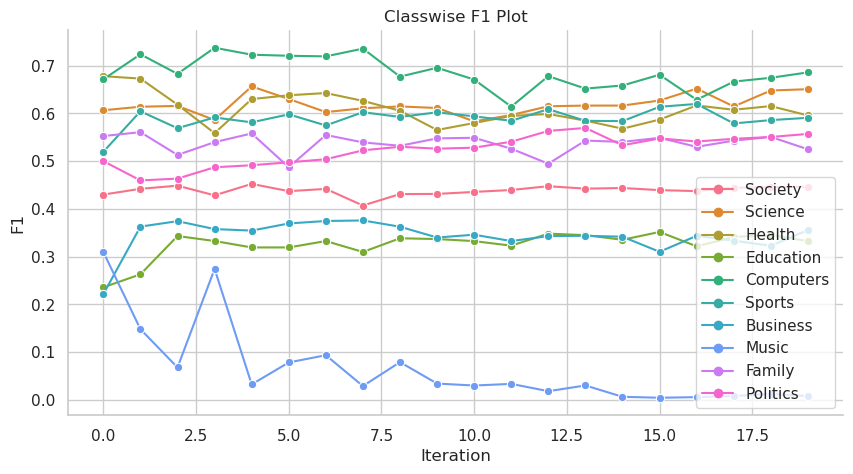 Classwise F1 Plot
F1
0.7
0.6
0.5
0.4
0.3
0.2
0.1
0.0
Society
Science
Health
Education
Computers
Sports
Business
Music
Family
Politics
0.0 2.5 5.0 7.5 10.0 12.5 15.0 17.5
Iteration